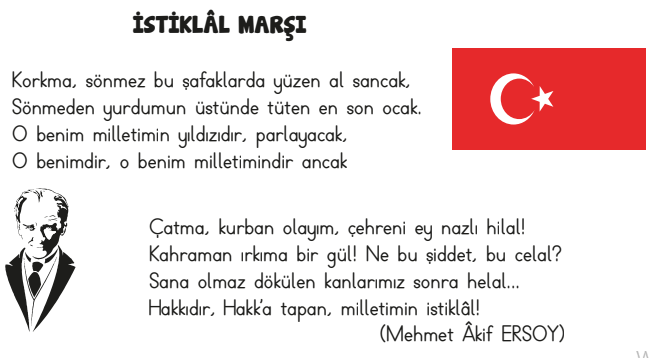 İSTİKLÂL MARŞI
Korkma, sönmez bu şafaklarda yüzen al sancak,
Sönmeden yurdumun üstünde tüten en son ocak.
O benim milletimin yıldızıdır, parlayacak,
O benimdir, o benim milletimindir ancak
Çatma, kurban olayım, çehreni ey nazlı hilal!
Kahraman ırkıma bir gül! Ne bu şiddet, bu celal?
Sana olmaz dökülen kanlarımız sonra helal...
Hakkıdır, Hakk'a tapan, milletimin istiklâl!
(Mehmet Âkif ERSOY)